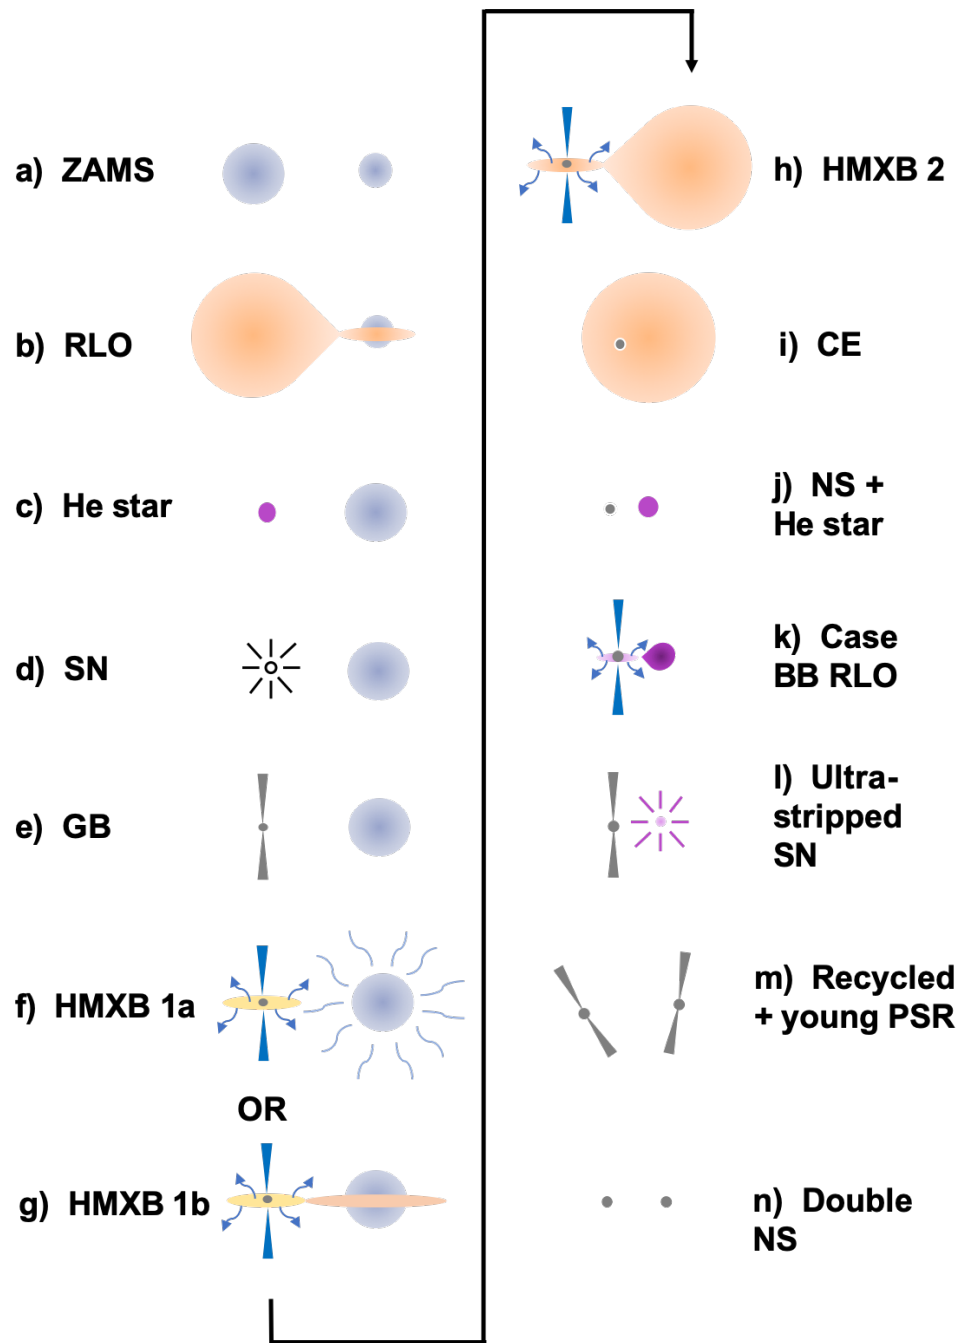 a) ZAMS
b) RLO
c) He star
d) SN
e) GB
f) HMXB 1a
OR
g) HMXB 1b
h) HMXB 2
i) CE
j) NS +
He star
k) Case
BB RLO
l) Ultra-
stripped
SN
m) Recycled
+ young PSR
n) Double
NS